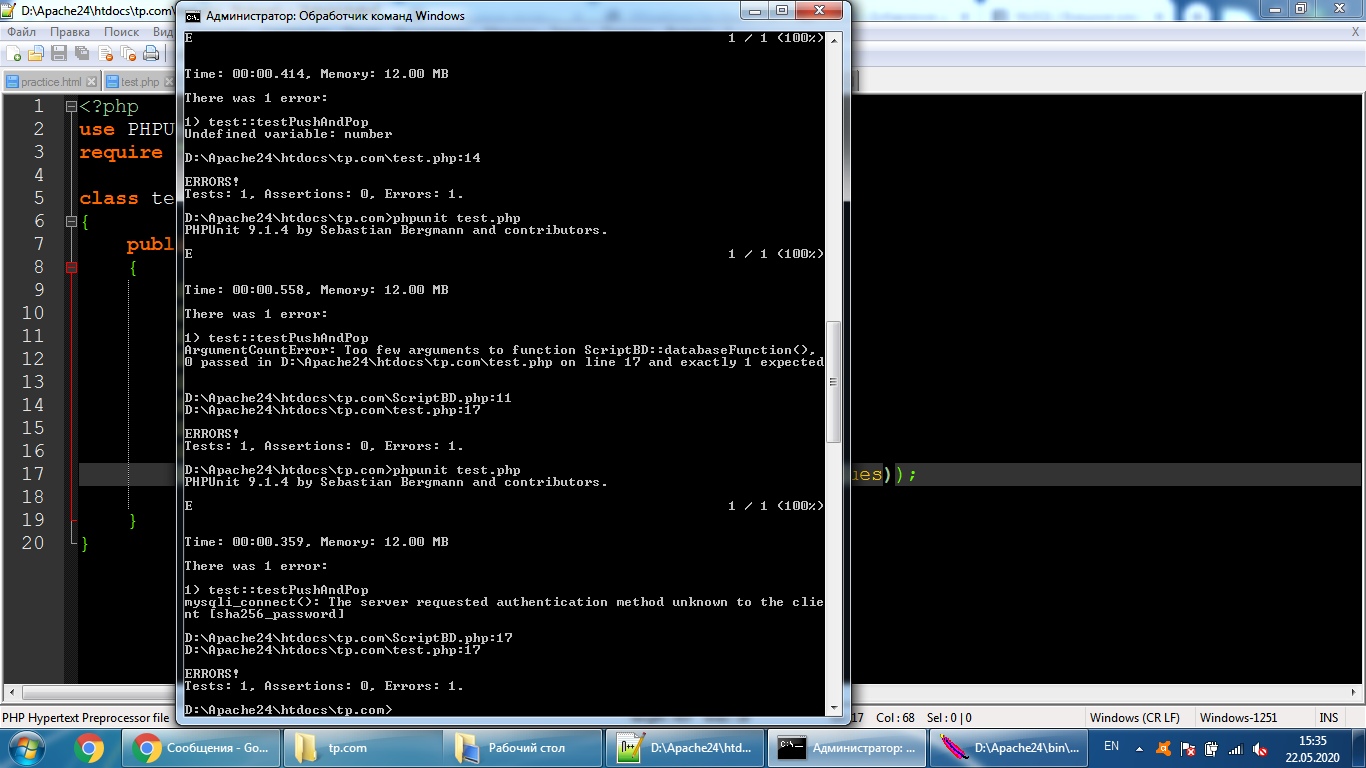 D:\Apache24\htdocs\tp.com\
Администратор: Обработчик команд Windows
Файл Правка Поиск
practice.html test.php
1 <?php
2 use PHPU
3 require
4
5 class te
6 {
7 publ
8 {
9
10
11
12
13
14
15
16
17 ues));
18
19 }
20 }
E 1 / 1 (100%)
Time: 00:00.414, Memory: 12.00 MB
There was 1 error:
1) test::testPushAndPop
Undefined variable: number
D:\Apache24\htdocs\tp.com\test.php:14
ERRORS!
Tests: 1, Assertions: 0, Errors: 1.
D:\Apache24\htdocs\tp.com>phpunit test.php
PHPUnit 9.1.4 by Sebastian Bergmann and contributors.
E 1 / 1 (100%)
Time: 00:00.558, Memory: 12.00 MB
There was 1 error:
1) test::testPushAndPop
ArgumentCountError: Too few arguments to function ScriptBD::databaseFunction(),
0 passed in D:\Apache24\htdocs\tp.com\test.php on line 17 and exactly 1 expected
D:\Apache24\htdocs\tp.com\ScriptBD.php:11
D:\Apache24\htdocs\tp.com\test.php:17
ERRORS!
Tests: 1, Assertions: 0, Errors: 1.
D:\Apache24\htdocs\tp.com>phpunit test.php
PHPUnit 9.1.4 by Sebastian Bergmann and contributors.
E 1 / 1 (100%)
Time: 00:00.359, Memory: 12.00 MB
There was 1 error:
1) test::testPushAndPop
mysqli_connect(): The server requested authentication method unknown to the clie
nt [sha256_password]
D:\Apache24\htdocs\tp.com\ScriptBD.php:17
D:\Apache24\htdocs\tp.com\test.php:17
ERRORS!
Tests: 1, Assertions: 0, Errors: 1.
D:\Apache24\htdocs\tp.com>
PHP Hypertext Preprocessor file 17 Col : 68 Sel : 0 | 0 Windows (CR LF) Windows-1251 INS
Сообщения - Go... tp.com Рабочий стол D:\Apache24\htd... Администратор: ... D:\Apache24\bin\... EN 15:35
22.05.2020